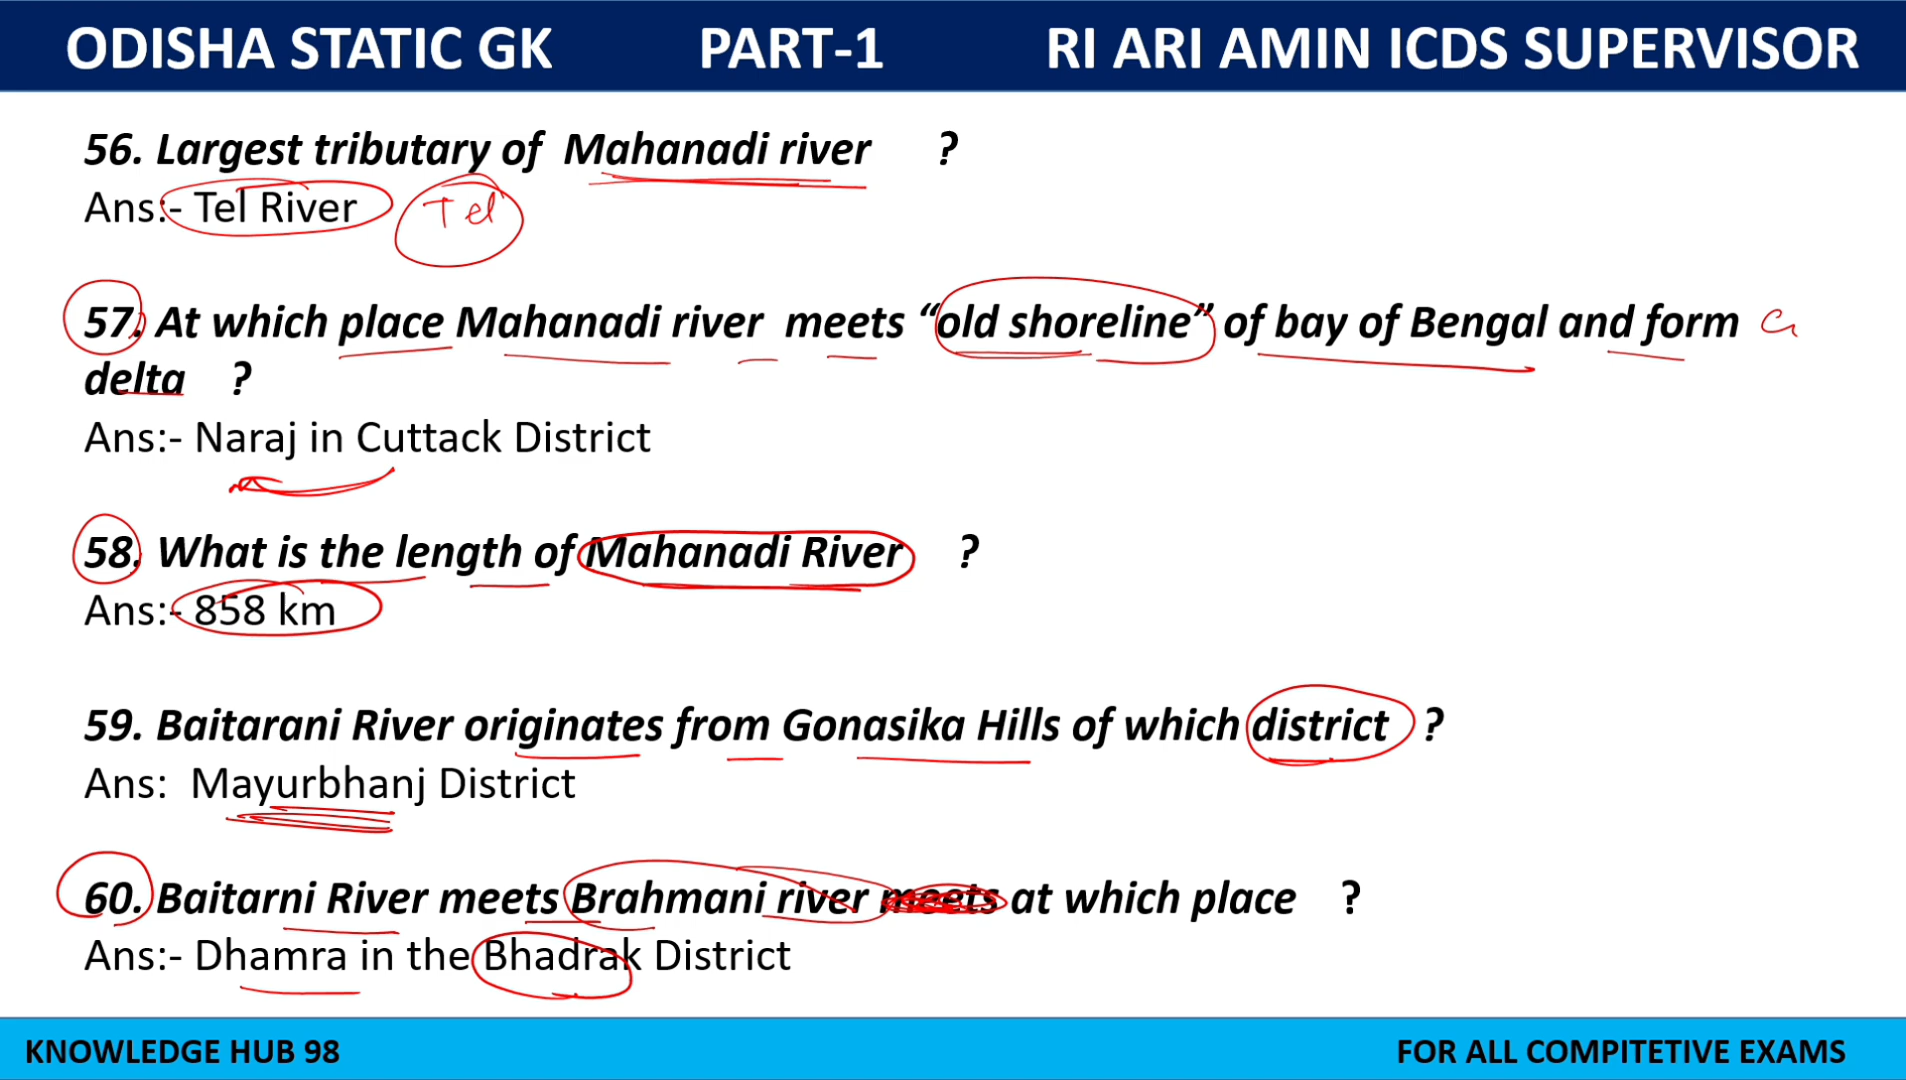 ODISHA STATIC GK PART-1 RI ARI AMIN ICDS SUPERVISOR
56. Largest tributary of Mahanadi river ?
Ans:- Tel River Tel
57. At which place Mahanadi river meets “old shoreline” of bay of Bengal and form a
delta ?
Ans:- Naraj in Cuttack District
58. What is the length of Mahanadi River ?
Ans:- 858 km
59. Baitarani River originates from Gonasika Hills of which district ?
Ans: Mayurbhanj District
60. Baitarni River meets Brahmani river meets at which place ?
Ans:- Dhamra in the Bhadrak District
KNOWLEDGE HUB 98 FOR ALL COMPITETIVE EXAMS